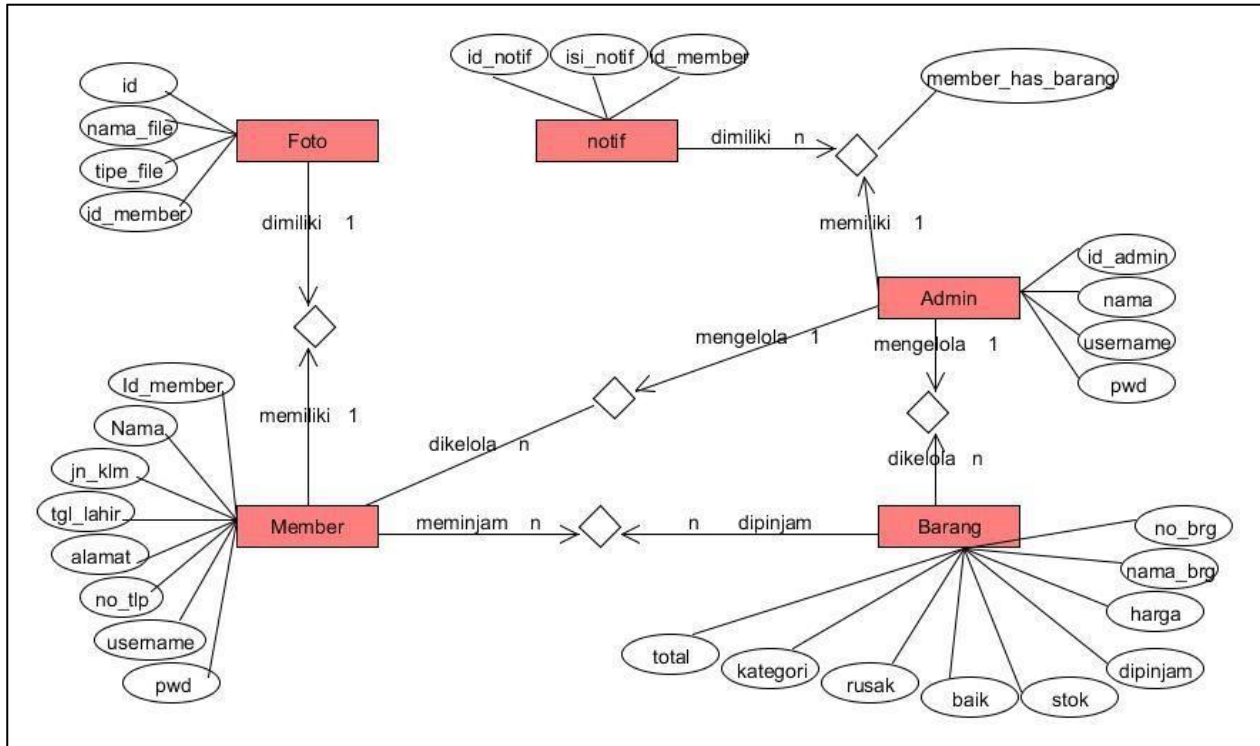 id_notif
isi_notif
id_member
member_has_barang
id
nama_file
tipe_file
id_member
Foto
notif
dimiliki n
dimiliki 1
memiliki 1
id_admin
nama
username
pwd
Admin
mengelola 1
mengelola 1
Id_member
Nama
jn_klm
tgl_lahir
alamat
no_tlp
username
pwd
memiliki 1
dikelola n
dikelola n
Member
meminjam n
n dipinjam
Barang
no_brg
nama_brg
harga
dipinjam
stok
baik
rusak
kategori
total